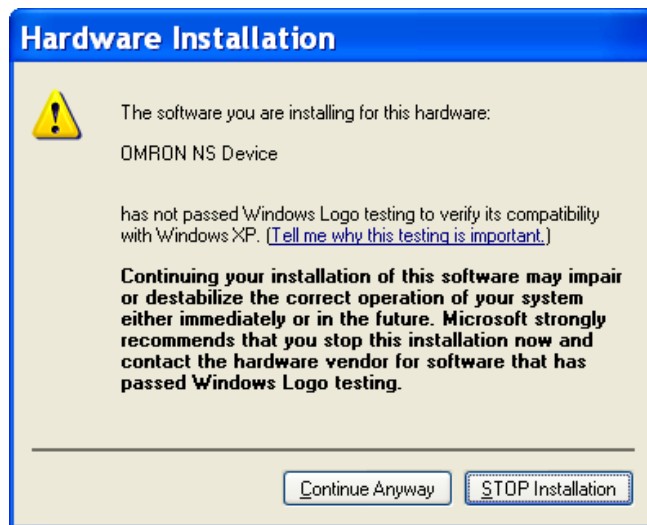 Hardware Installation
The software you are installing for this hardware:
OMRON NS Device
has not passed Windows Logo testing to verify its compatibility
with Windows XP. (Tell me why this testing is important.)
Continuing your installation of this software may impair
or destabilize the correct operation of your system
either immediately or in the future. Microsoft strongly
recommends that you stop this installation now and
contact the hardware vendor for software that has
passed Windows Logo testing.
Continue Anyway
STOP Installation